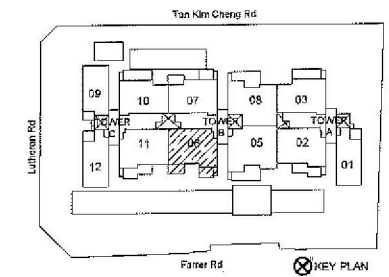 Tan Kim Cheng Rd
Lutheran Rd
09
10
07
08
03
TOWER C
TOWER B
TOWER A
12
11
06
05
02
01
Farrer Rd
KEY PLAN